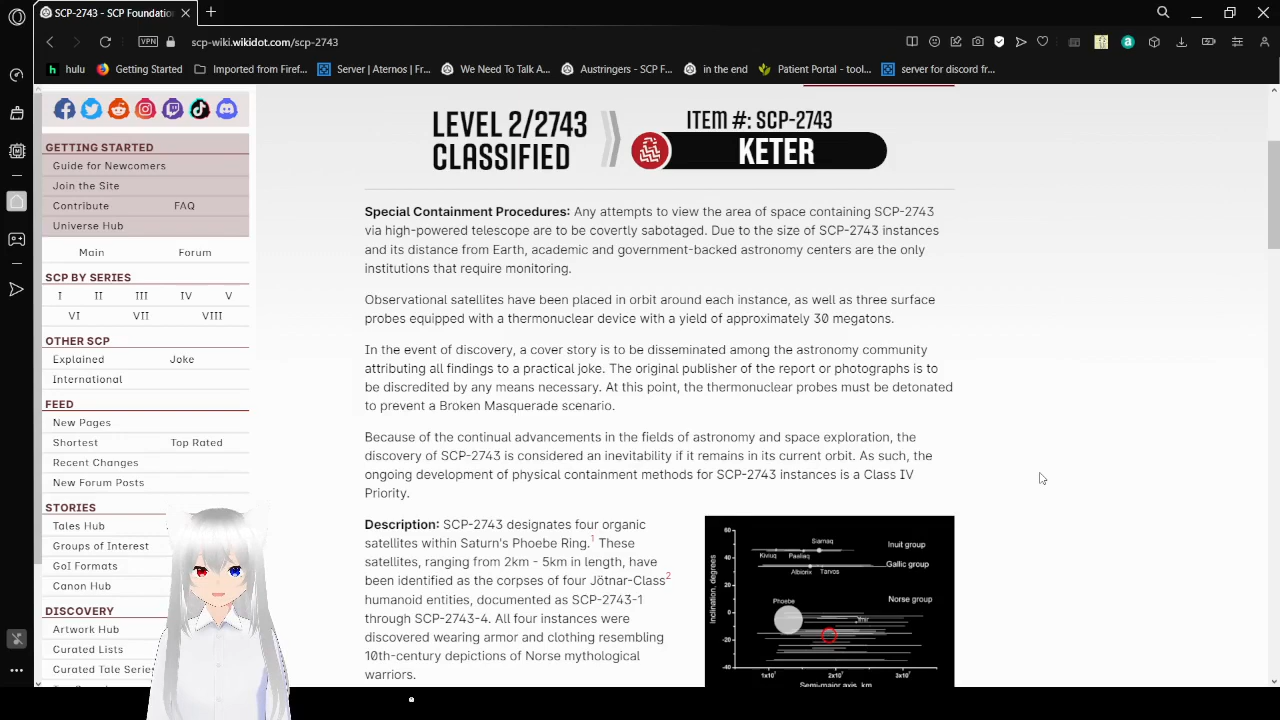 SCP-2743 - SCP Foundatio
scp-wiki.wikidot.com/scp-2743
VPN
hulu
Getting Started
Imported from Firef...
Server | Aternos | Fr...
We Need To Talk A...
Austringers - SCP F...
in the end
Patient Portal - tool...
server for discord fr...
GETTING STARTED
Guide for Newcomers
Join the Site
Contribute
FAQ
Universe Hub
Main
Forum
SCP BY SERIES
I II III IV V
VI VII VIII
OTHER SCP
Explained
Joke
International
FEED
New Pages
Shortest
Top Rated
Recent Changes
New Forum Posts
STORIES
Tales Hub
Groups of Interest
Canon Hub
DISCOVERY
Artwork Hub
Curated Lists
LEVEL 2/2743
CLASSIFIED
ITEM #: SCP-2743
KETER
Special Containment Procedures: Any attempts to view the area of space containing SCP-2743
via high-powered telescope are to be covertly sabotaged. Due to the size of SCP-2743 instances
and its distance from Earth, academic and government-backed astronomy centers are the only
institutions that require monitoring.
Observational satellites have been placed in orbit around each instance, as well as three surface
probes equipped with a thermonuclear device with a yield of approximately 30 megatons.
In the event of discovery, a cover story is to be disseminated among the astronomy community
attributing all findings to a practical joke. The original publisher of the report or photographs is to
be discredited by any means necessary. At this point, the thermonuclear probes must be detonated
to prevent a Broken Masquerade scenario.
Because of the continual advancements in the fields of astronomy and space exploration, the
discovery of SCP-2743 is considered an inevitability if it remains in its current orbit. As such, the
ongoing development of physical containment methods for SCP-2743 instances is a Class IV
Priority.
Description: SCP-2743 designates four organic
satellites within Saturn's Phoebe Ring.1 These
satellites, ranging from 2km - 5km in length, have
been identified as the corpses of four Jötnar-Class2
humanoid entities, documented as SCP-2743-1
through SCP-2743-4. All four instances were
discovered wearing armor and clothing resembling
10th century depictions of Norse mythological
warriors.
Inclination, degrees
60
40
20
0
-20
-40
Siarnaq
Kiviuq
Paaliaq
Inuit group
Albiorix
Tarvos
Gallic group
Phoebe
Norse group
Ymir
1x10⁷
2x10⁷
3x10⁷
Semi-major axis, km